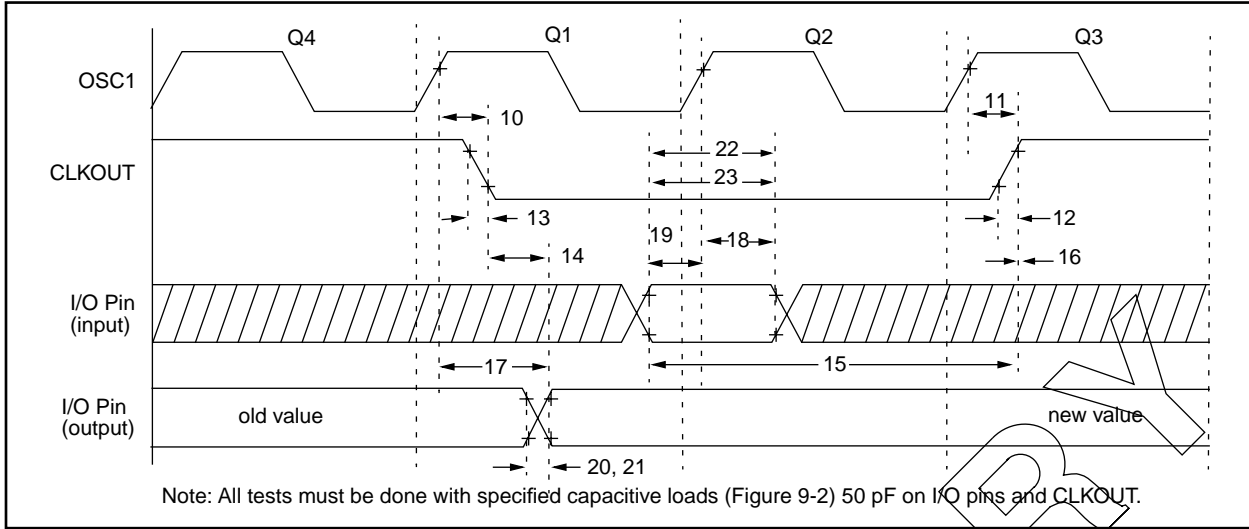 Q4 Q1 Q2 Q3
OSC1
10
11
CLKOUT
22
23
13
12
14
19
18
16
I/O Pin
(input)
17
15
I/O Pin
(output)
old value
new value
20, 21
Note: All tests must be done with specified capacitive loads (Figure 9-2) 50 pF on I/O pins and CLKOUT.
R
Y